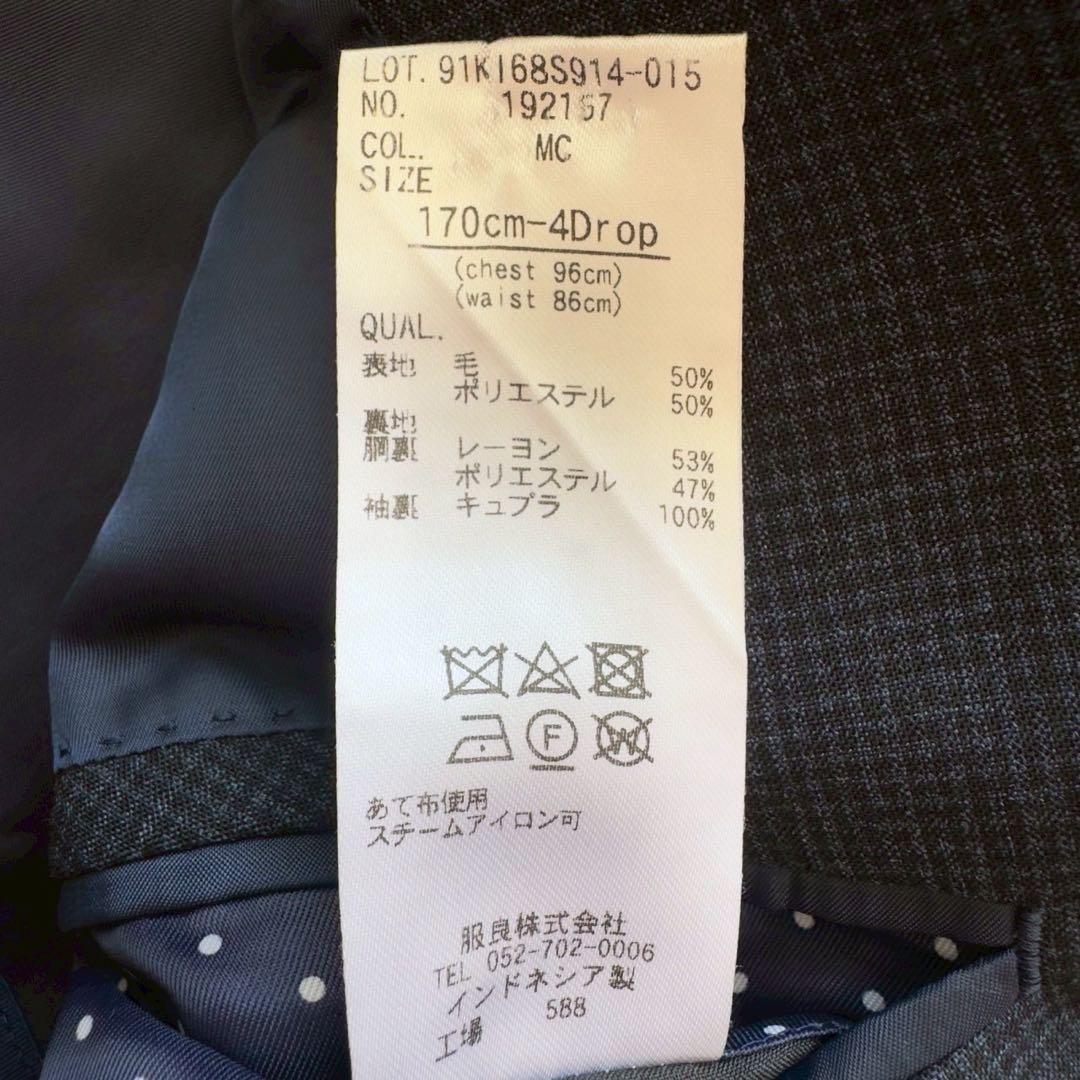 LOT. 91KI68S914-015
NO. 192167
COL. MC
SIZE
170cm-4Drop
(chest 96cm)
(waist 86cm)
QUAL.
表地 毛 50%
ポリエステル 50%
裏地
胴裏 レーヨン 53%
ポリエステル 47%
袖裏 キュプラ 100%
F
W
あて布使用
スチームアイロン可
服良株式会社
TEL 052-702-0006
インドネシア製
工場 588